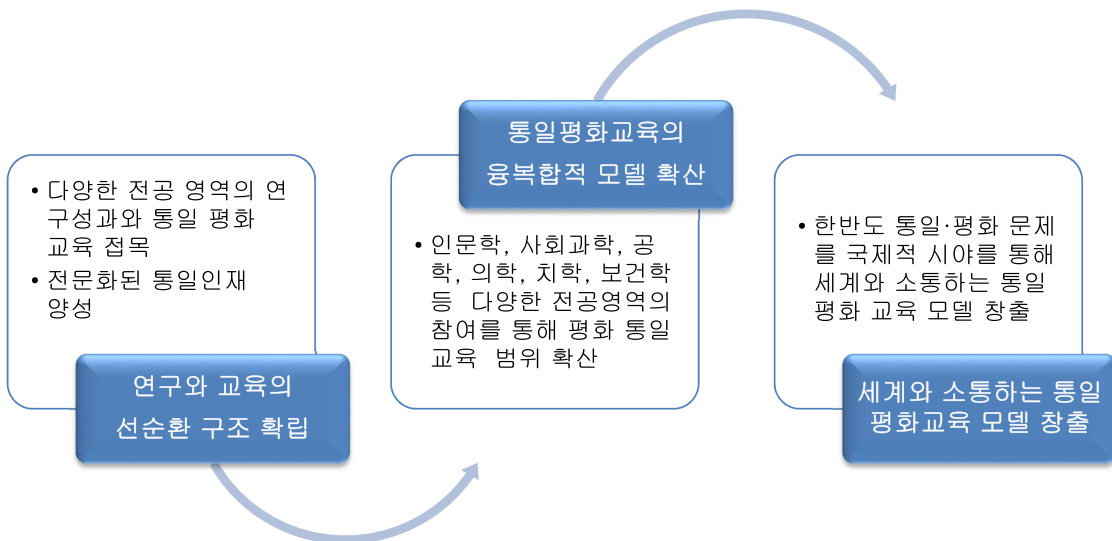 • 다양한 전공 영역의 연
구성과와 통일 평화
교육 접목
• 전문화된 통일인재
양성
연구와 교육의
선순환 구조 확립
통일평화교육의
융복합적 모델 확산
• 인문학, 사회과학, 공
학, 의학, 치학, 보건학
등 다양한 전공영역의
참여를 통해 평화 통일
교육 범위 확산
• 한반도 통일·평화 문제
를 국제적 시야를 통해
세계와 소통하는 통일
평화 교육 모델 창출
세계와 소통하는 통일
평화교육 모델 창출